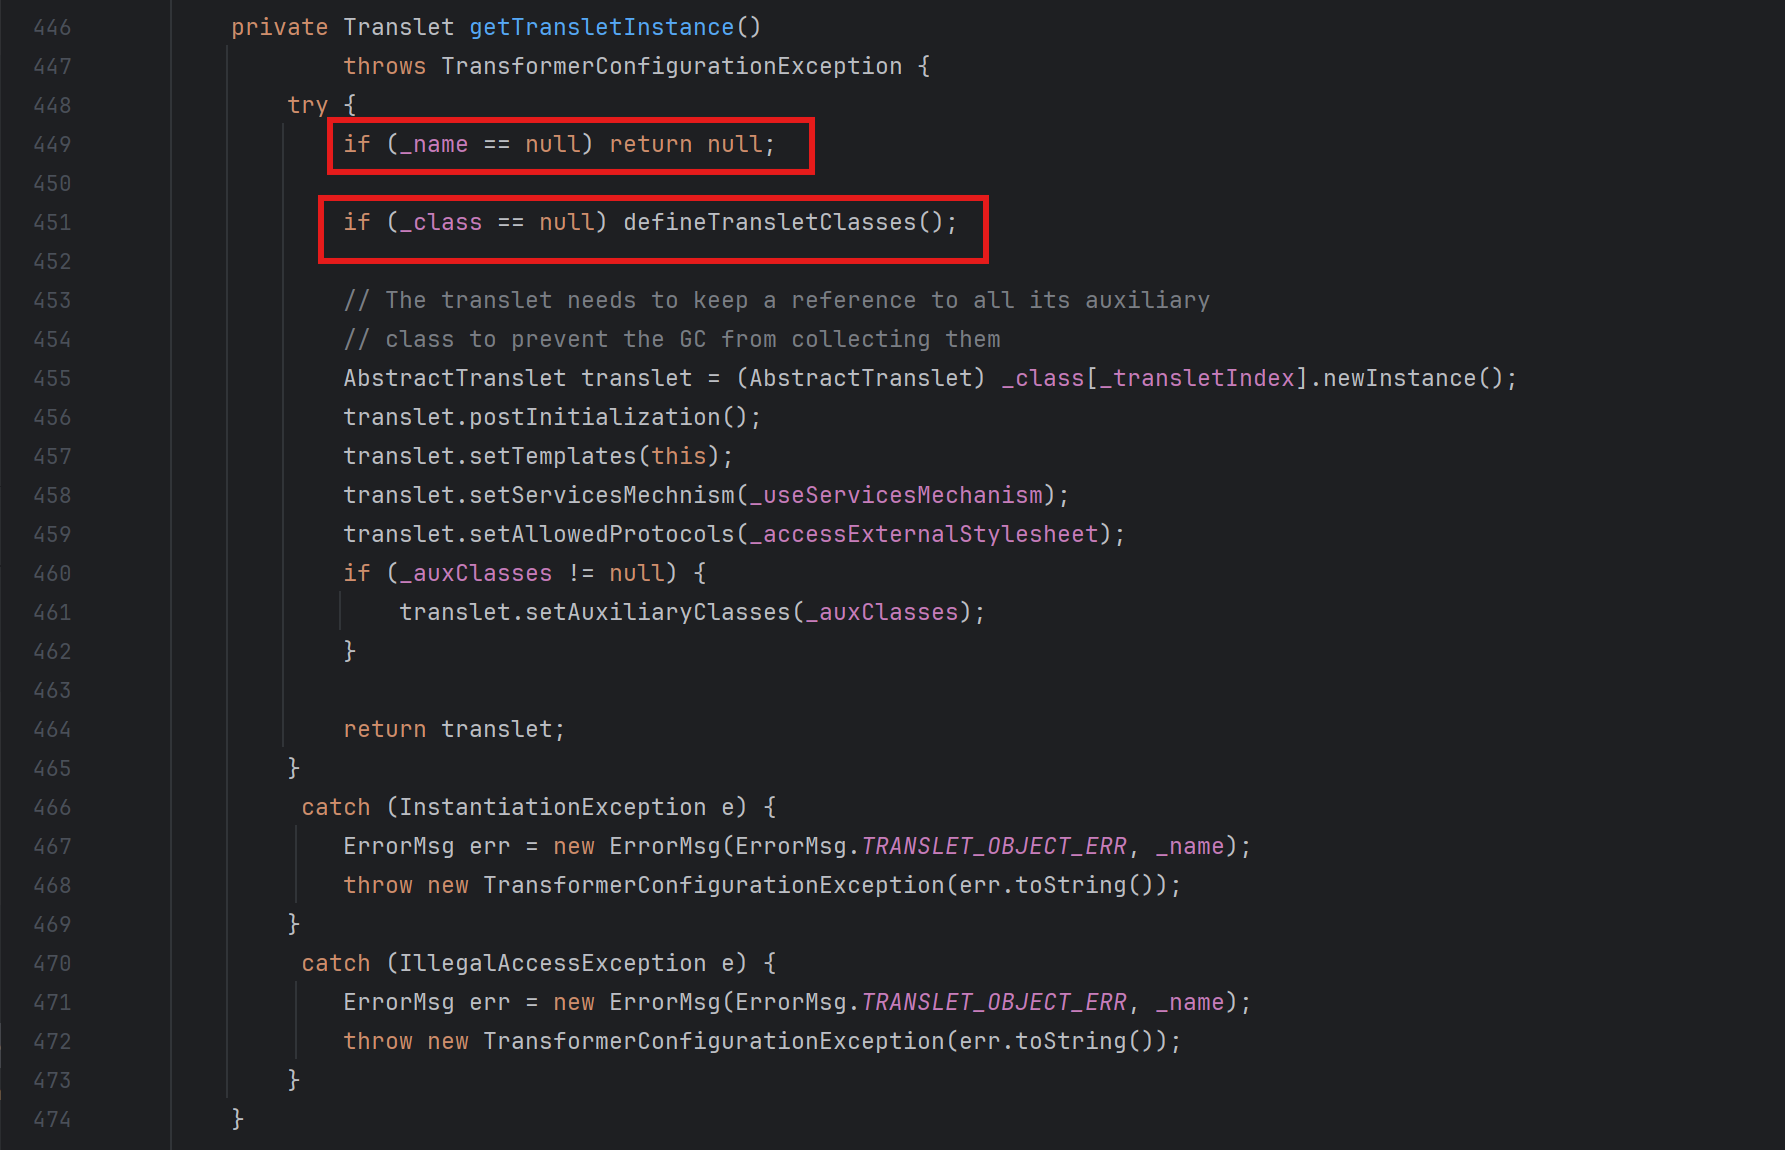 446 private Translet getTransletInstance()
447 throws TransformerConfigurationException {
448 try {
449 if (_name == null) return null;
450
451 if (_class == null) defineTransletClasses();
452
453 // The translet needs to keep a reference to all its auxiliary
454 // class to prevent the GC from collecting them
455 AbstractTranslet translet = (AbstractTranslet) _class[_transletIndex].newInstance();
456 translet.postInitialization();
457 translet.setTemplates(this);
458 translet.setServicesMechnism(_useServicesMechanism);
459 translet.setAllowedProtocols(_accessExternalStylesheet);
460 if (_auxClasses != null) {
461 translet.setAuxiliaryClasses(_auxClasses);
462 }
463
464 return translet;
465 }
466 catch (InstantiationException e) {
467 ErrorMsg err = new ErrorMsg(ErrorMsg.TRANSLET_OBJECT_ERR, _name);
468 throw new TransformerConfigurationException(err.toString());
469 }
470 catch (IllegalAccessException e) {
471 ErrorMsg err = new ErrorMsg(ErrorMsg.TRANSLET_OBJECT_ERR, _name);
472 throw new TransformerConfigurationException(err.toString());
473 }
474 }